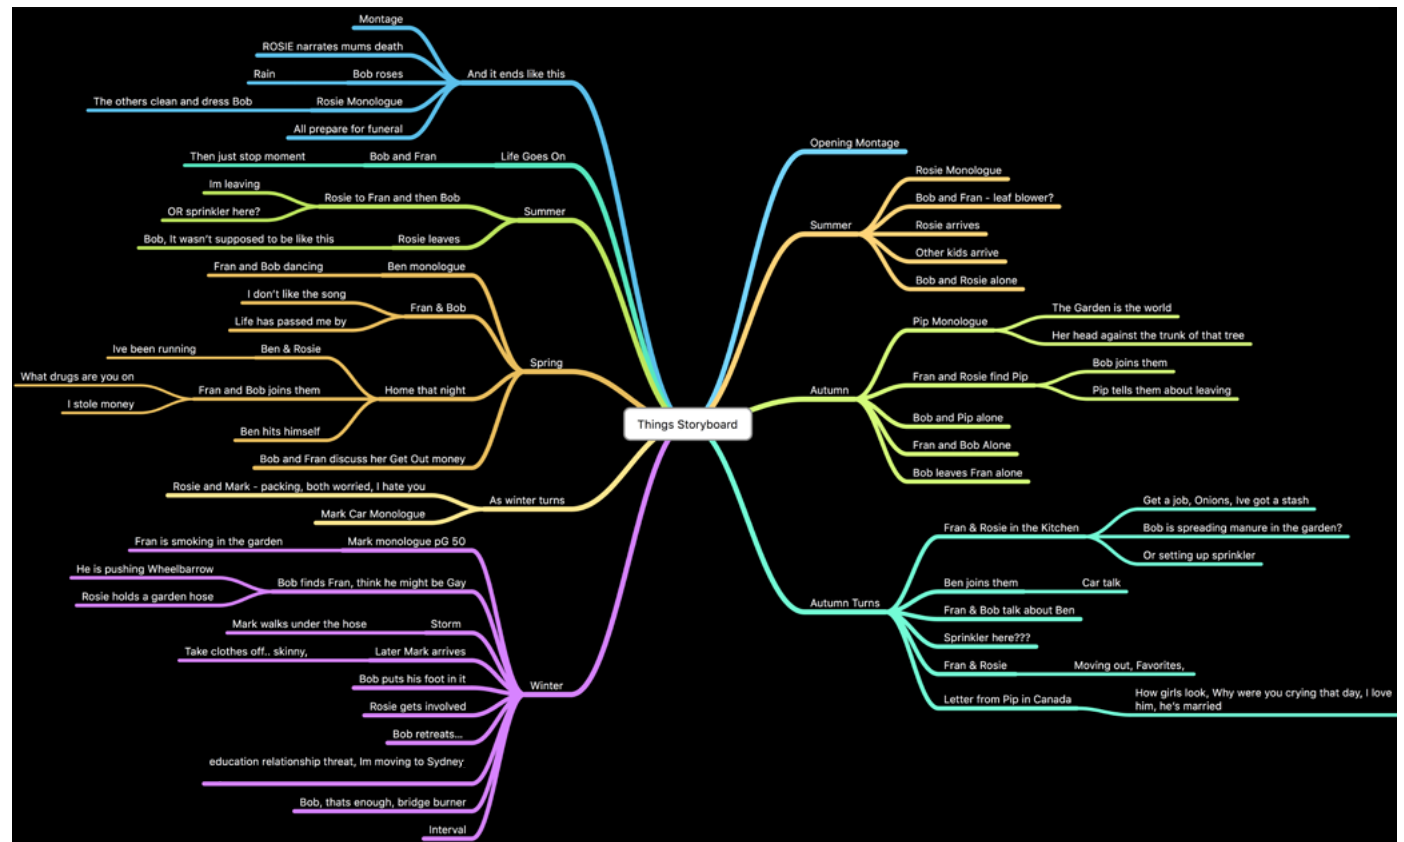 Things Storyboard
Opening Montage
Summer
Rosie Monologue
Bob and Fran - leaf blower?
Rosie arrives
Other kids arrive
Bob and Rosie alone
Autumn
Pip Monologue
The Garden is the world
Her head against the trunk of that tree
Fran and Rosie find Pip
Bob joins them
Pip tells them about leaving
Bob and Pip alone
Fran and Bob Alone
Bob leaves Fran alone
Autumn Turns
Fran & Rosie in the Kitchen
Get a job, Onions, Ive got a stash
Bob is spreading manure in the garden?
Or setting up sprinkler
Ben joins them
Car talk
Fran & Bob talk about Ben
Sprinkler here???
Fran & Rosie
Moving out, Favorites,
Letter from Pip in Canada
How girls look, Why were you crying that day, I love
him, he's married
Winter
Mark monologue pG 50
Fran is smoking in the garden
Bob finds Fran, think he might be Gay
He is pushing Wheelbarrow
Rosie holds a garden hose
Storm
Mark walks under the hose
Later Mark arrives
Take clothes off.. skinny,
Bob puts his foot in it
Rosie gets involved
Bob retreats...
education relationship threat, Im moving to Sydney
Bob, thats enough, bridge burner
Interval
As winter turns
Rosie and Mark - packing, both worried, I hate you
Mark Car Monologue
Spring
Ben monologue
Fran and Bob dancing
Fran & Bob
I don't like the song
Life has passed me by
Home that night
Ben & Rosie
Ive been running
Fran and Bob joins them
What drugs are you on
I stole money
Ben hits himself
Bob and Fran discuss her Get Out money
Summer
Rosie to Fran and then Bob
Im leaving
OR sprinkler here?
Rosie leaves
Bob, It wasn't supposed to be like this
Life Goes On
Bob and Fran
Then just stop moment
And it ends like this
Montage
ROSIE narrates mums death
Bob roses
Rain
Rosie Monologue
The others clean and dress Bob
All prepare for funeral